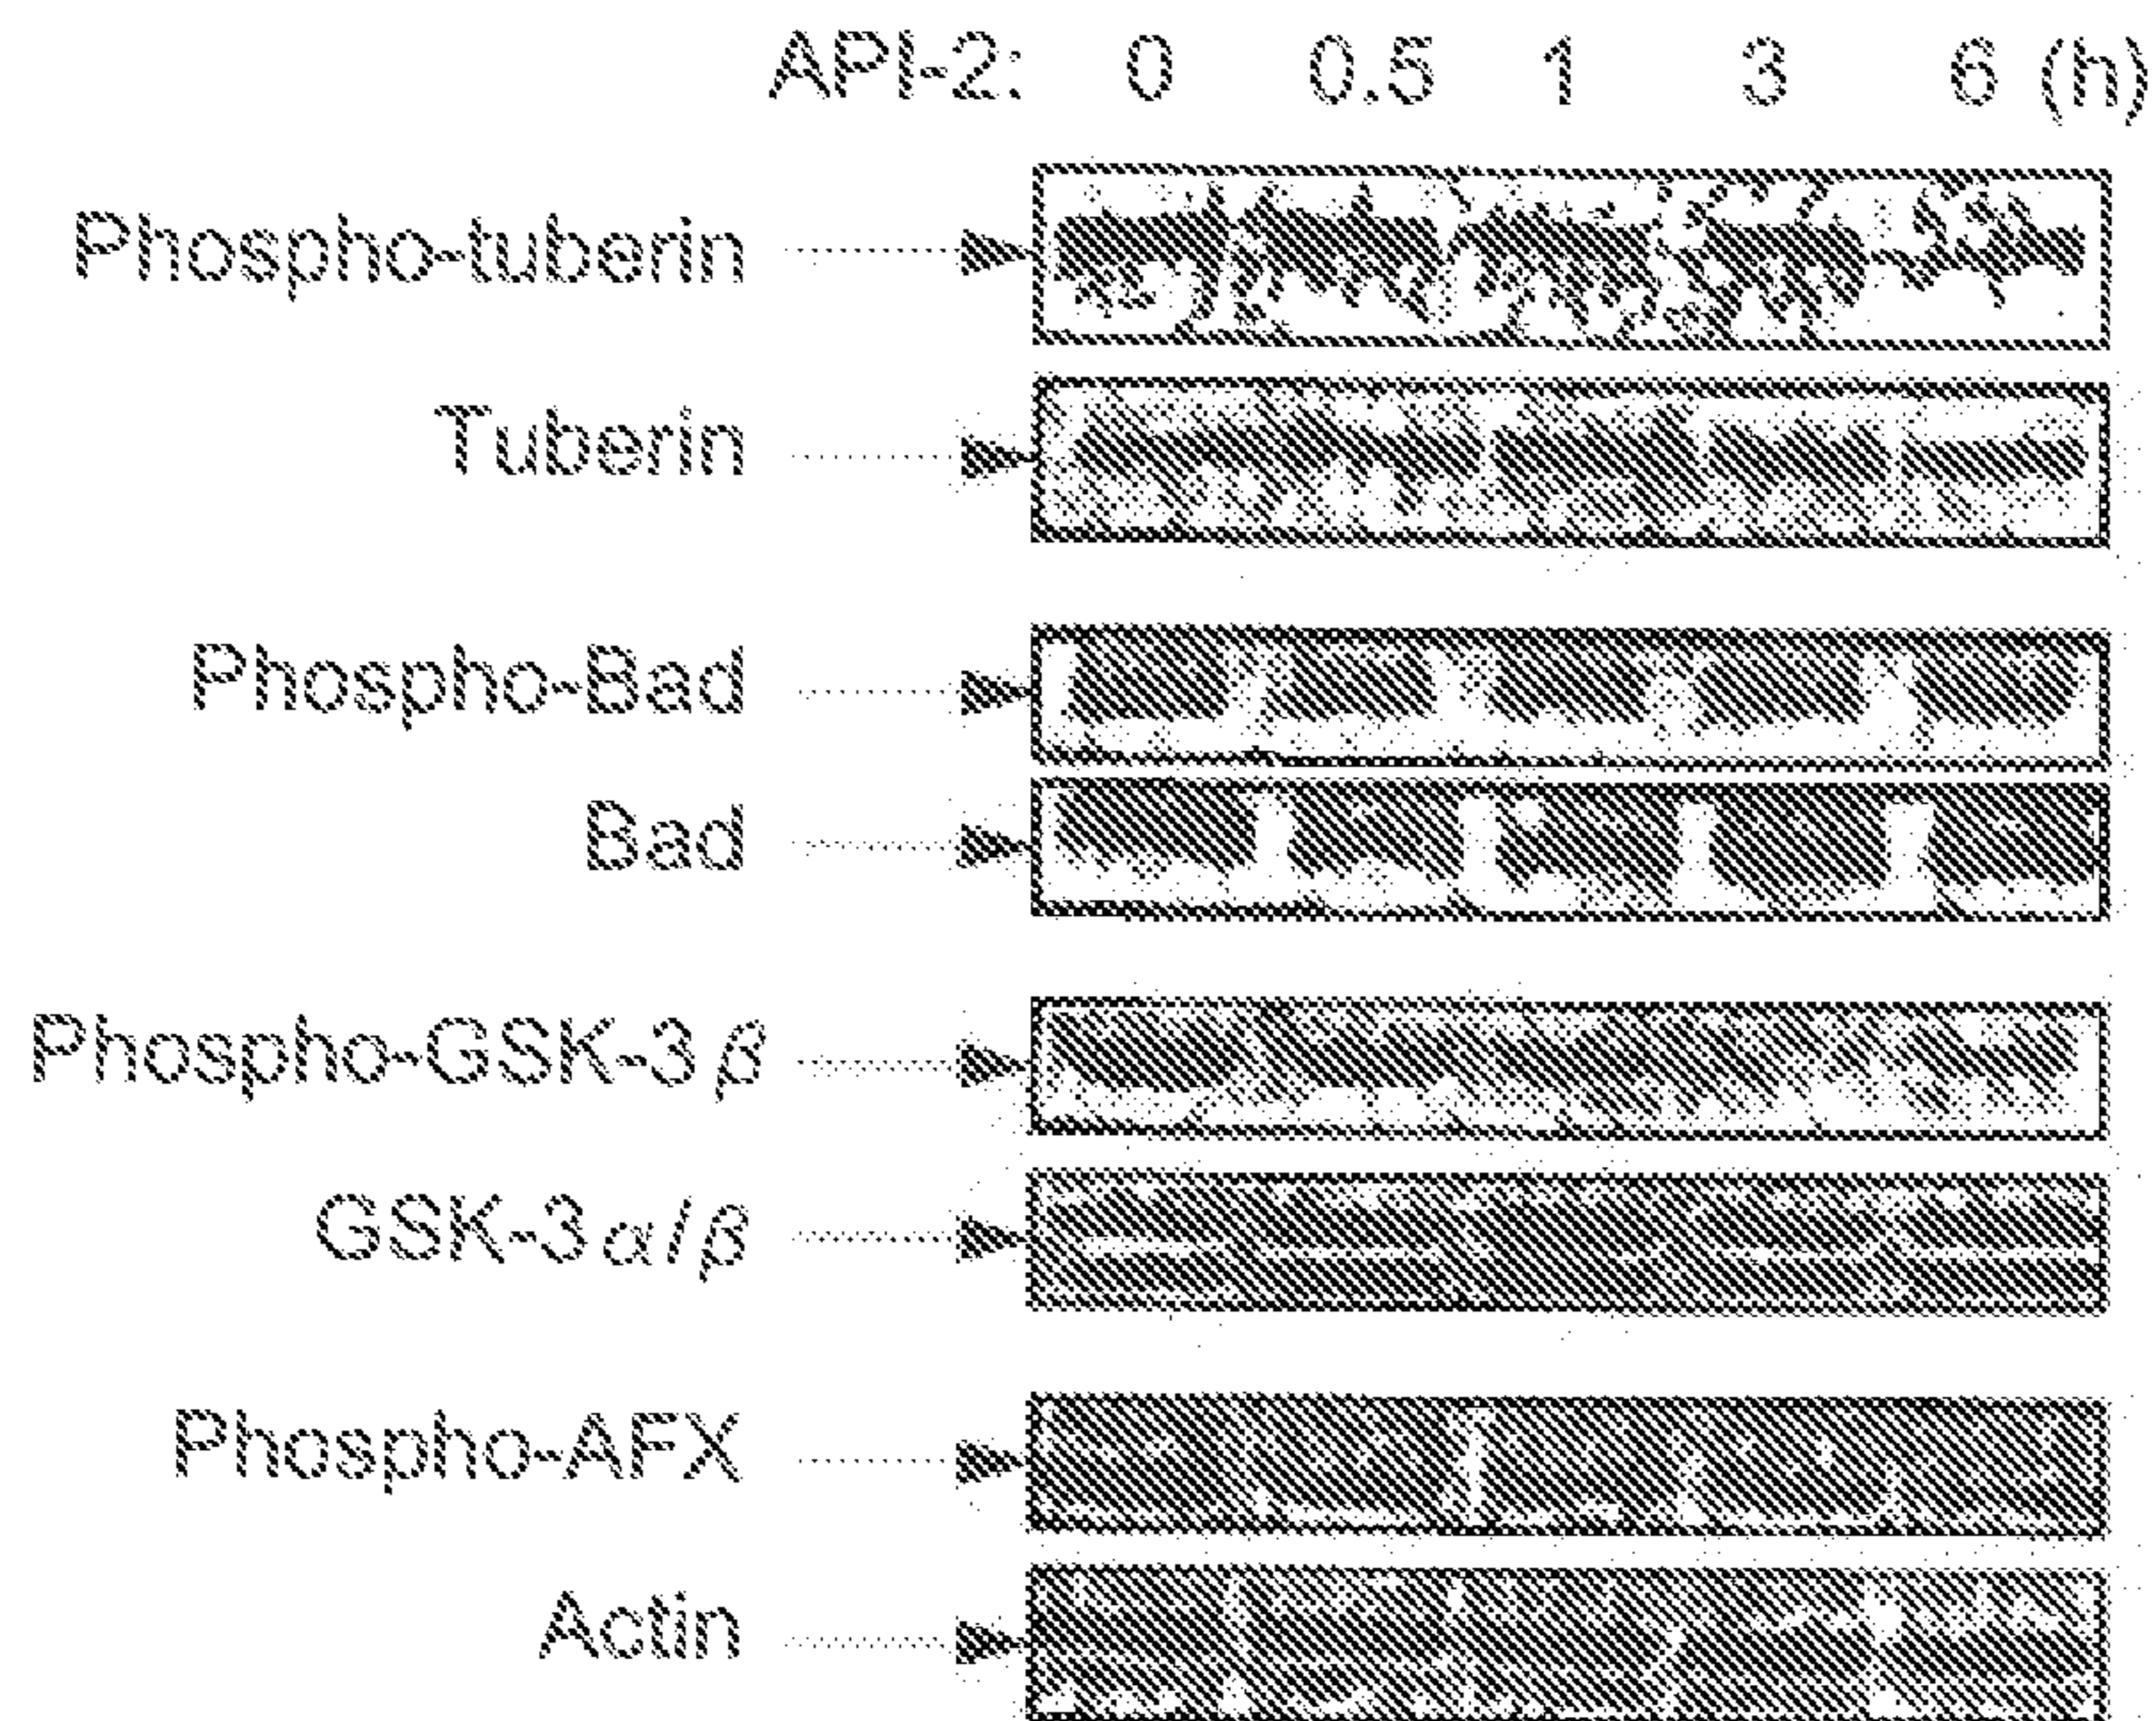 API-2: 0 0.5 1 3 6 (h)
Phospho-tuberin
Tuberin
Phospho-Bad
Bad
Phospho-GSK-3β
GSK-3α/β
Phospho-AFX
Actin